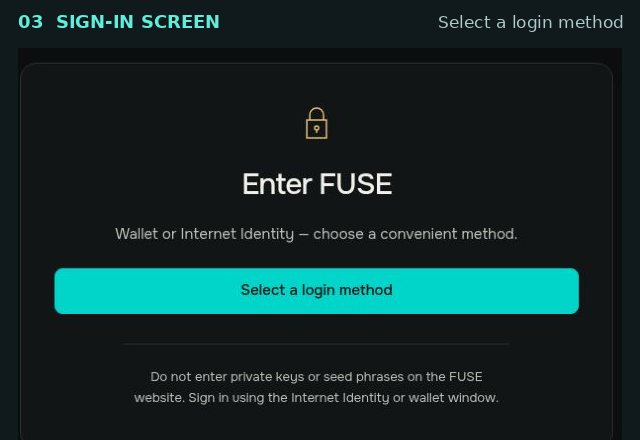 03 SIGN-IN SCREEN
Select a login method
Enter FUSE
Wallet or Internet Identity — choose a convenient method.
Select a login method
Do not enter private keys or seed phrases on the FUSE
website. Sign in using the Internet Identity or wallet window.